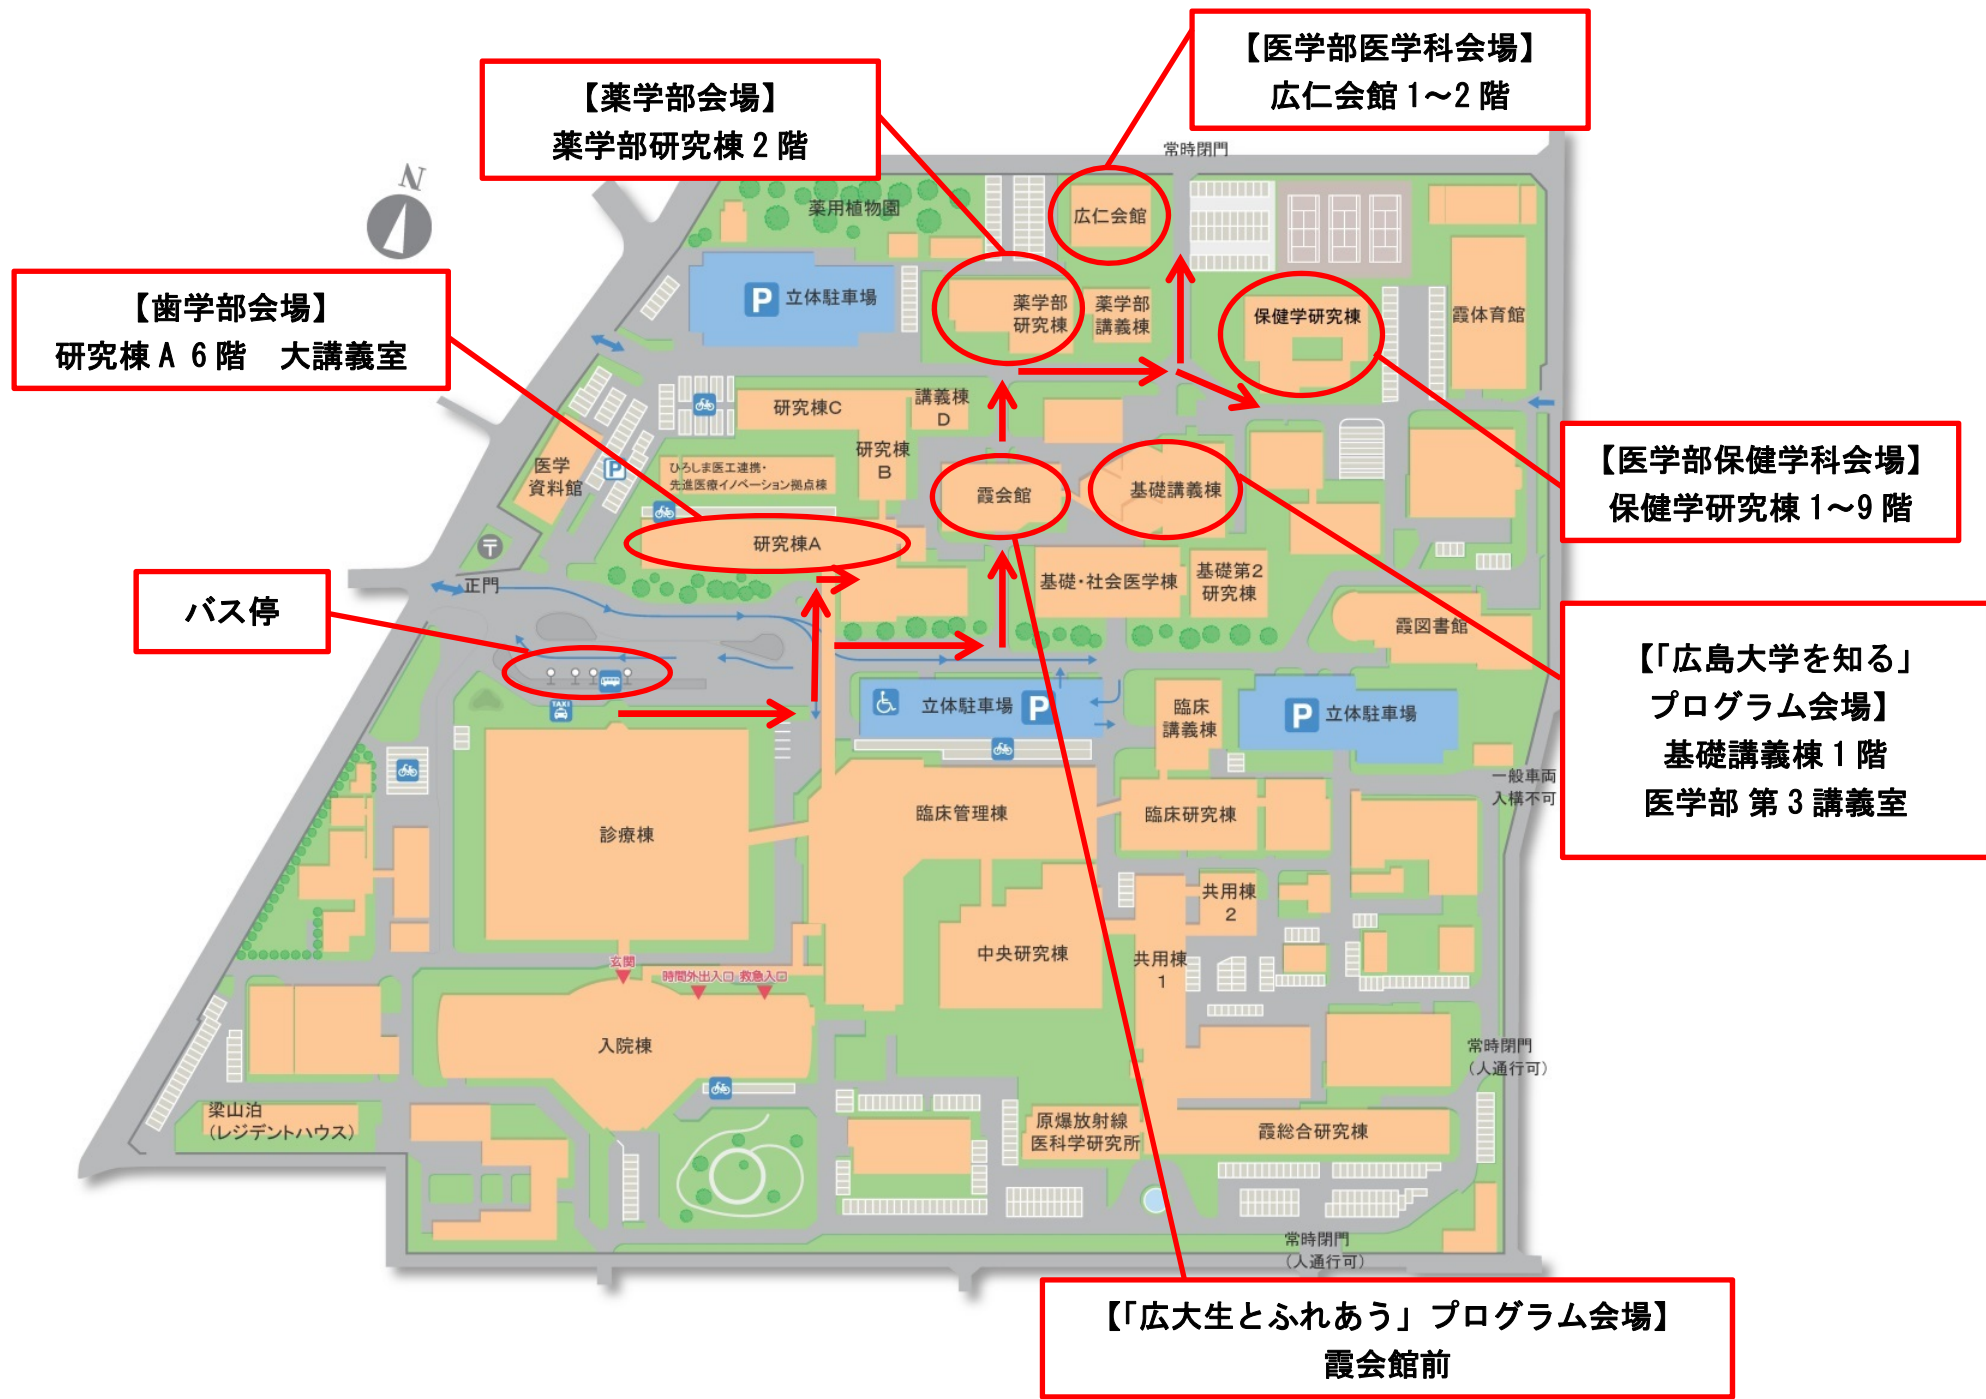 【医学部医学科会場】
広仁会館 1～2 階
【薬学部会場】
薬学部研究棟 2 階
常時閉門
N
薬用植物園
広仁会館
【歯学部会場】
研究棟 A 6 階　大講義室
P 立体駐車場
薬学部
研究棟
薬学部
講義棟
保健学研究棟
霞体育館
研究棟C
講義棟
D
研究棟
B
医学
資料館
P
ひろしま医工連携・
先進医療イノベーション拠点棟
霞会館
基礎講義棟
【医学部保健学科会場】
保健学研究棟 1～9 階
研究棟A
〒
正門
基礎・社会医学棟
基礎第2
研究棟
バス停
霞図書館
【「広島大学を知る」
プログラム会場】
基礎講義棟 1 階
医学部 第 3 講義室
TAXI
立体駐車場 P
臨床
講義棟
P 立体駐車場
一般車両
入構不可
診療棟
臨床管理棟
臨床研究棟
共用棟
2
中央研究棟
共用棟
1
玄関
時間外出入口 救急入口
入院棟
常時閉門
（人通行可）
梁山泊
（レジデントハウス）
原爆放射線
医科学研究所
霞総合研究棟
常時閉門
（人通行可）
【「広大生とふれあう」プログラム会場】
霞会館前